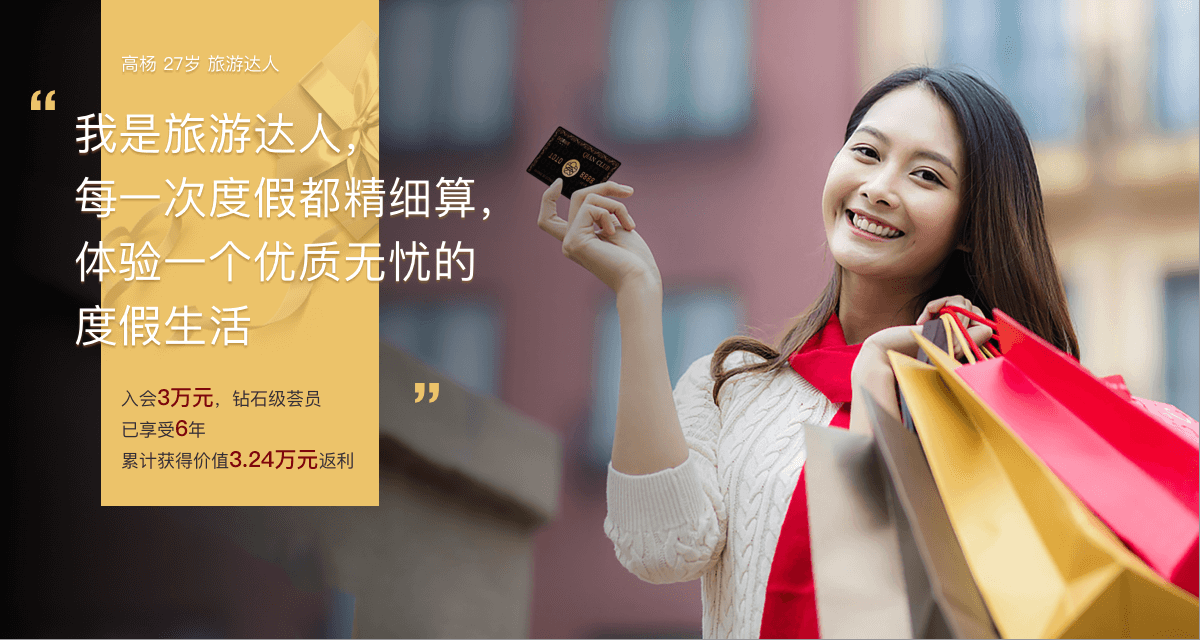 高杨 27岁 旅游达人
“
我是旅游达人，
每一次度假都精细算，
体验一个优质无忧的
度假生活
”
入会3万元，钻石级荟员
已享受6年
累计获得价值3.24万元返利